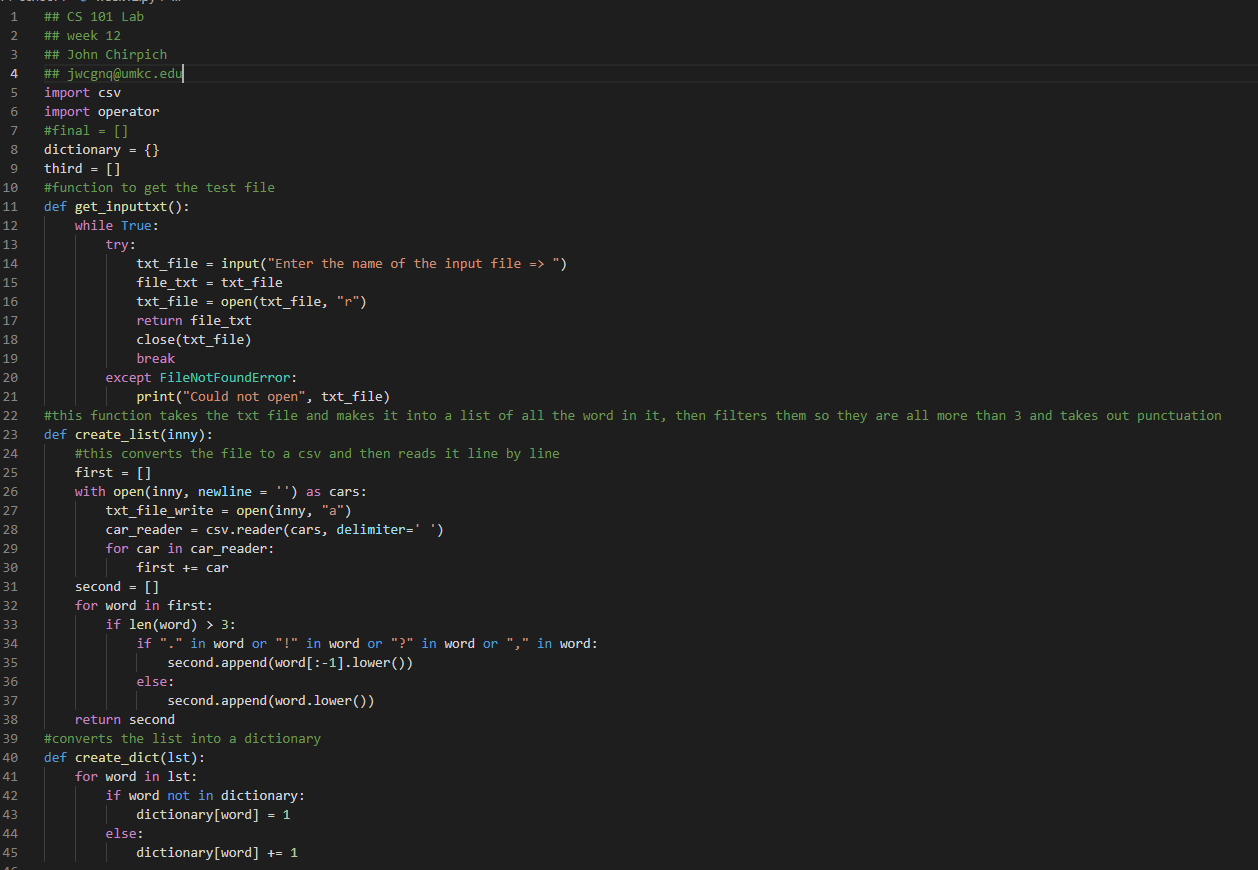 1 ## CS 101 Lab
2 ## week 12
3 ## John Chirpich
4 ## jwcgnq@umkc.edu
5 import csv
6 import operator
7 #final = []
8 dictionary = {}
9 third = []
10 #function to get the test file
11 def get_inputtxt():
12     while True:
13         try:
14             txt_file = input("Enter the name of the input file => ")
15             file_txt = txt_file
16             txt_file = open(txt_file, "r")
17             return file_txt
18             close(txt_file)
19             break
20         except FileNotFoundError:
21             print("Could not open", txt_file)
22 #this function takes the txt file and makes it into a list of all the word in it, then filters them so they are all more than 3 and takes out punctuation
23 def create_list(inny):
24     #this converts the file to a csv and then reads it line by line
25     first = []
26     with open(inny, newline = '') as cars:
27         txt_file_write = open(inny, "a")
28         car_reader = csv.reader(cars, delimiter=' ')
29         for car in car_reader:
30             first += car
31     second = []
32     for word in first:
33         if len(word) > 3:
34             if "." in word or "!" in word or "?" in word or "," in word:
35                 second.append(word[:-1].lower())
36             else:
37                 second.append(word.lower())
38     return second
39 #converts the list into a dictionary
40 def create_dict(lst):
41     for word in lst:
42         if word not in dictionary:
43             dictionary[word] = 1
44         else:
45             dictionary[word] += 1